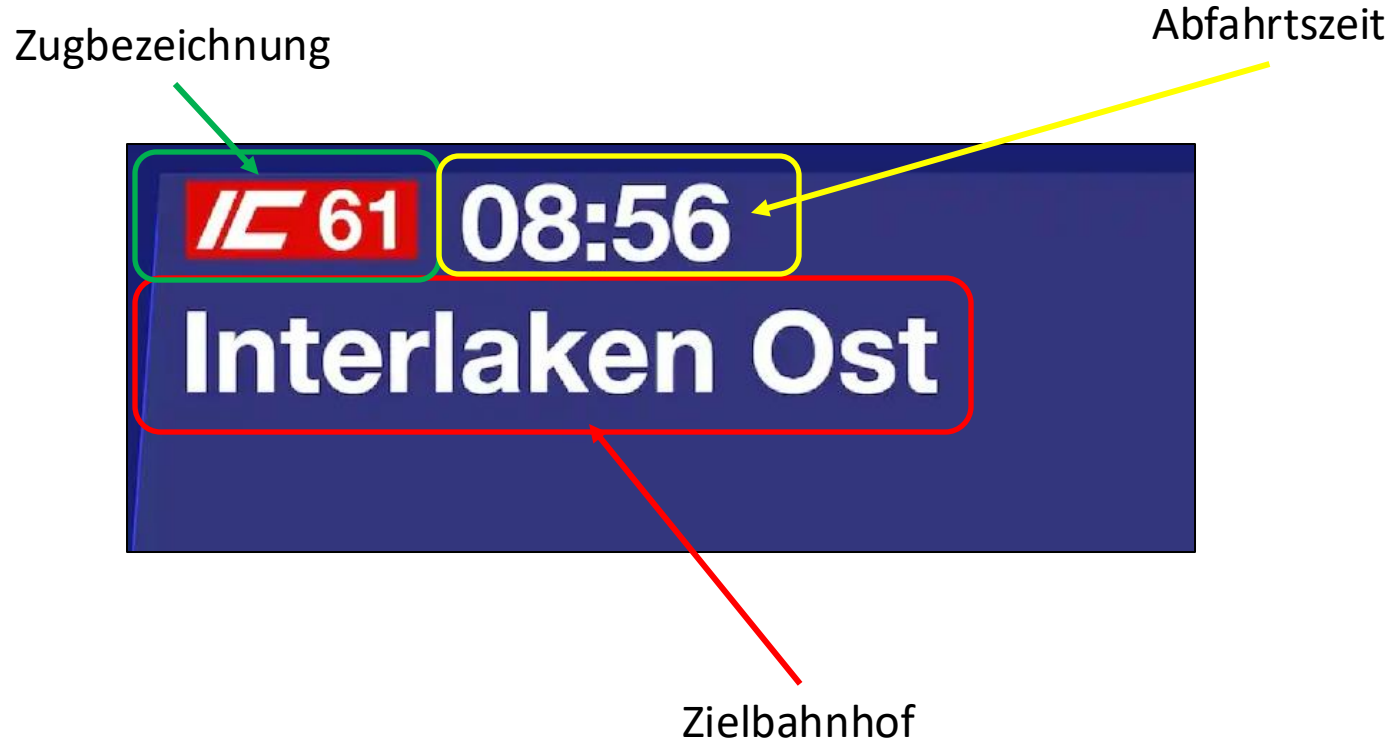 Abfahrtszeit
Zugbezeichnung
IC 61 08:56
Interlaken Ost
Zielbahnhof